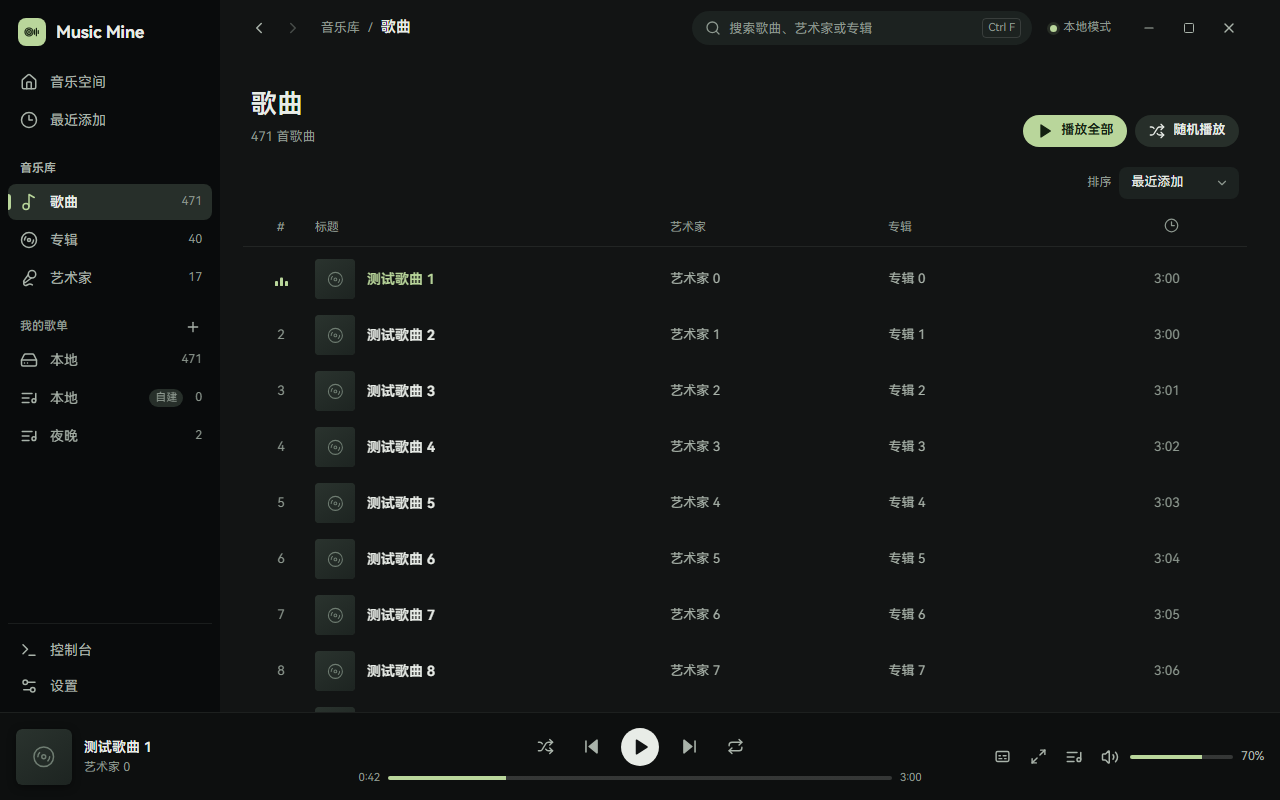 Music Mine
音乐空间
最近添加
音乐库
歌曲 471
专辑 40
艺术家 17
我的歌单
本地 471
本地 自建 0
夜晚 2
控制台
设置
音乐库 / 歌曲
搜索歌曲、艺术家或专辑 Ctrl F
本地模式
歌曲
471 首歌曲
播放全部 随机播放
排序 最近添加
# 标题 艺术家 专辑
测试歌曲 1 艺术家 0 专辑 0 3:00
2 测试歌曲 2 艺术家 1 专辑 1 3:00
3 测试歌曲 3 艺术家 2 专辑 2 3:01
4 测试歌曲 4 艺术家 3 专辑 3 3:02
5 测试歌曲 5 艺术家 4 专辑 4 3:03
6 测试歌曲 6 艺术家 5 专辑 5 3:04
7 测试歌曲 7 艺术家 6 专辑 6 3:05
8 测试歌曲 8 艺术家 7 专辑 7 3:06
测试歌曲 1
艺术家 0
0:42 3:00
70%